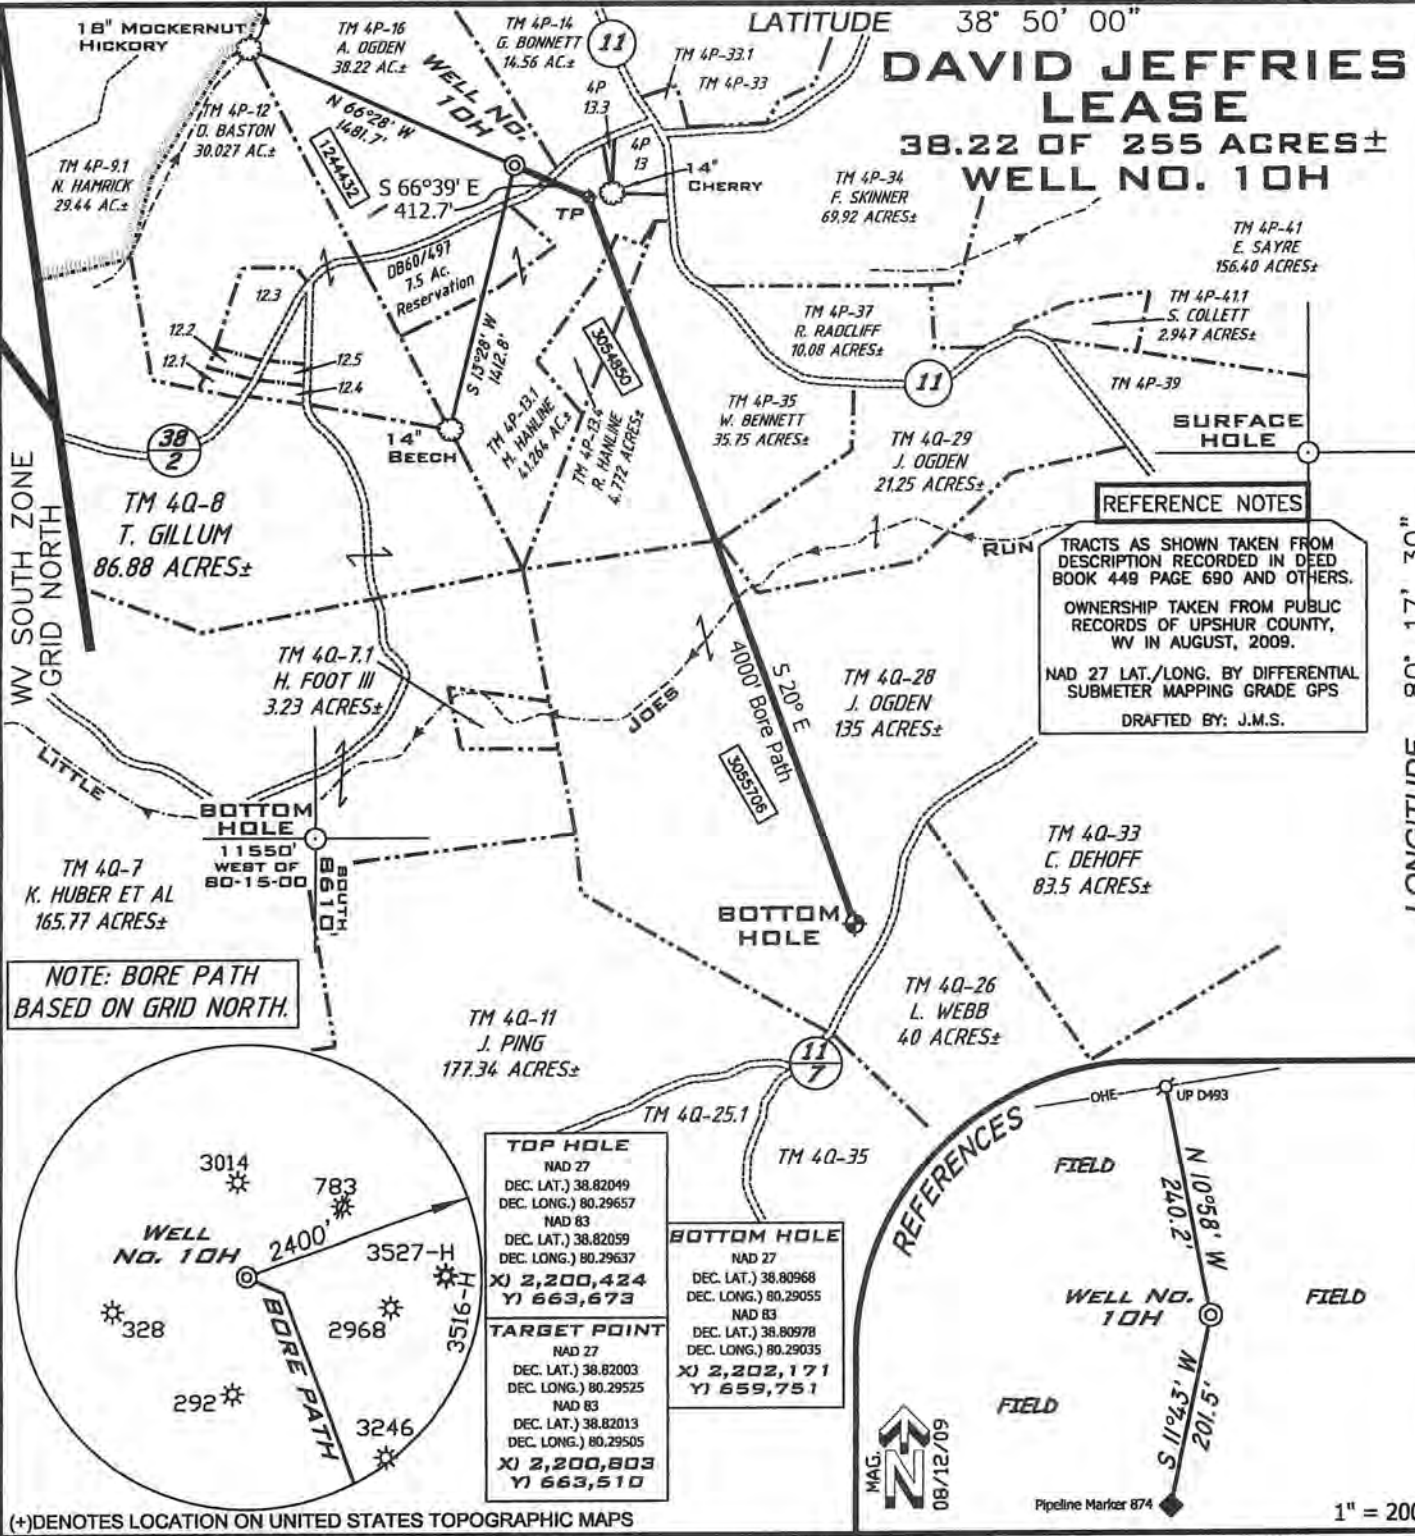 LATITUDE 38° 50' 00"
DAVID JEFFRIES
LEASE
38.22 OF 255 ACRES±
WELL NO. 10H
18" MOCKERNUT
HICKORY
TM 4P-16
A. OGDEN
38.22 AC.±
TM 4P-14
G. BONNETT
14.56 AC.±
11
TM 4P-33.1
TM 4P-33
WELL NO.
10H
4P
13.3
4P
13
14"
CHERRY
TM 4P-12
D. BASTON
30.027 AC.±
N 66°28' W
1481.7'
1244432
TM 4P-9.1
N. HAMRICK
29.44 AC.±
S 66°39' E
412.7'
TP
TM 4P-34
F. SKINNER
69.92 ACRES±
TM 4P-41
E. SAYRE
156.40 ACRES±
DB60/497
7.5 Ac.
Reservation
12.3
12.2
12.1
12.5
12.4
S 13°28' W
1412.8'
3054850
TM 4P-37
R. RADCLIFF
10.08 ACRES±
TM 4P-41.1
S. COLLETT
2.947 ACRES±
11
TM 4P-39
TM 4P-13.1
M. HANLINE
41.264 AC.±
TM 4P-13.4
R. HANLINE
4.772 ACRES±
TM 4P-35
W. BENNETT
35.75 ACRES±
SURFACE
HOLE
38
2
14"
BEECH
TM 4Q-29
J. OGDEN
21.25 ACRES±
WV SOUTH ZONE
GRID NORTH
TM 4Q-8
T. GILLUM
86.88 ACRES±
REFERENCE NOTES
TRACTS AS SHOWN TAKEN FROM
DESCRIPTION RECORDED IN DEED
BOOK 449 PAGE 690 AND OTHERS.
OWNERSHIP TAKEN FROM PUBLIC
RECORDS OF UPSHUR COUNTY,
WV IN AUGUST, 2009.
NAD 27 LAT./LONG. BY DIFFERENTIAL
SUBMETER MAPPING GRADE GPS
DRAFTED BY: J.M.S.
RUN
LONGITUDE 80° 17' 30"
TM 4Q-7.1
H. FOOT III
3.23 ACRES±
JOES
S 20° E
4000' Bore Path
3055706
TM 4Q-28
J. OGDEN
135 ACRES±
LITTLE
BOTTOM
HOLE
11550'
WEST OF
80-15-00
8610'
SOUTH
TM 4Q-7
K. HUBER ET AL
165.77 ACRES±
TM 4Q-33
C. DEHOFF
83.5 ACRES±
BOTTOM
HOLE
NOTE: BORE PATH
BASED ON GRID NORTH.
TM 4Q-11
J. PING
177.34 ACRES±
TM 4Q-26
L. WEBB
40 ACRES±
11
7
TM 4Q-25.1
TM 4Q-35
3014
783
WELL
No. 10H
2400'
3527-H
3516-H
328
2968
292
3246
BORE PATH
TOP HOLE
NAD 27
DEC. LAT.) 38.82049
DEC. LONG.) 80.29657
NAD 83
DEC. LAT.) 38.82059
DEC. LONG.) 80.29637
X) 2,200,424
Y) 663,673
TARGET POINT
NAD 27
DEC. LAT.) 38.82003
DEC. LONG.) 80.29525
NAD 83
DEC. LAT.) 38.82013
DEC. LONG.) 80.29505
X) 2,200,803
Y) 663,510
BOTTOM HOLE
NAD 27
DEC. LAT.) 38.80968
DEC. LONG.) 80.29055
NAD 83
DEC. LAT.) 38.80978
DEC. LONG.) 80.29035
X) 2,202,171
Y) 659,751
REFERENCES
OHE
UP D493
FIELD
N 10°58' W
240.2'
WELL NO.
10H
FIELD
FIELD
S 11°43' W
201.5'
MAG.
N
08/12/09
Pipeline Marker 874
1" = 200
(+)DENOTES LOCATION ON UNITED STATES TOPOGRAPHIC MAPS